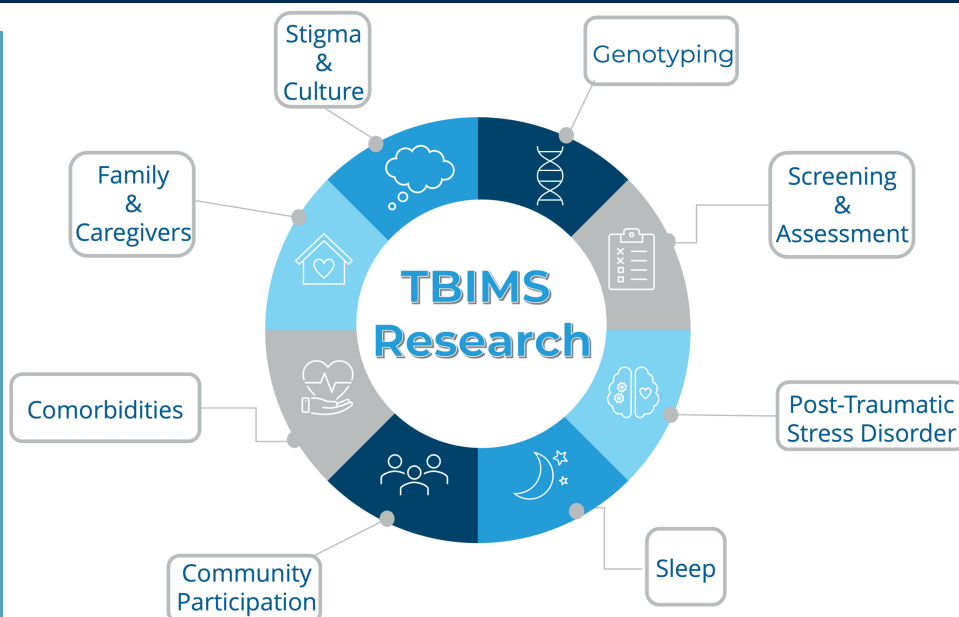 Stigma
&
Culture
Genotyping
Family
&
Caregivers
Screening
&
Assessment
TBIMS
Research
Comorbidities
Post-Traumatic
Stress Disorder
Sleep
Community
Participation